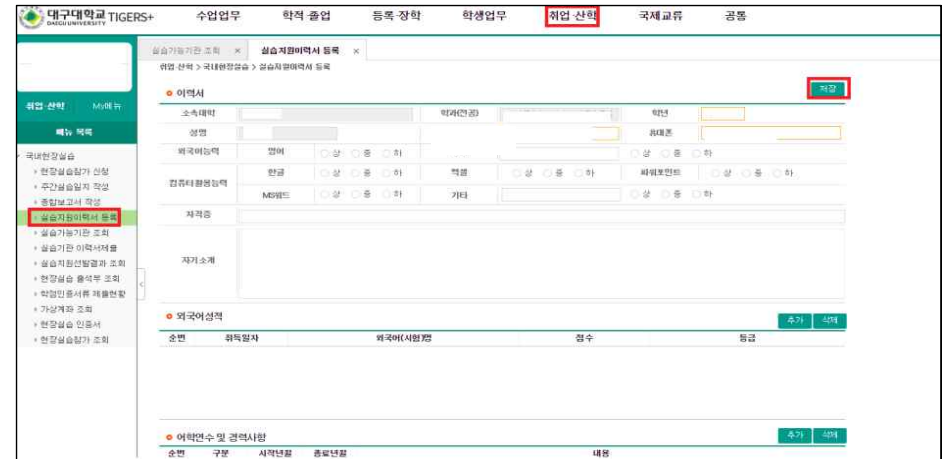 대구대학교 TIGERS+ 수업업무 학적·졸업 등록·장학 학생업무 취업·산학 국제교류 공통
DAEGU UNIVERSITY
실습가능기관 조회 × 실습지원이력서 등록 ×
취업·산학 > 국내현장실습 > 실습지원이력서 등록
이력서 저장
취업·산학 My메뉴
메뉴 목록
국내현장실습
현장실습참가 신청
주간실습일지 작성
종합보고서 작성
실습지원이력서 등록
실습가능기관 조회
실습기관 이력서제출
실습지원선발결과 조회
현장실습 출석부 조회
학점인증서류 제출현황
가상계좌 조회
현장실습 인증서
현장실습참가 조회
소속대학 학과(전공) 학년
성명 휴대폰
외국어능력 영어 상 중 하 상 중 하
컴퓨터활용능력 한글 상 중 하 엑셀 상 중 하 파워포인트 상 중 하
MS워드 상 중 하 기타 상 중 하
자격증
자기소개
외국어성적 추가 삭제
순번 취득일자 외국어(시험)명 점수 등급
어학연수 및 경력사항 추가 삭제
순번 구분 시작년월 종료년월 내용